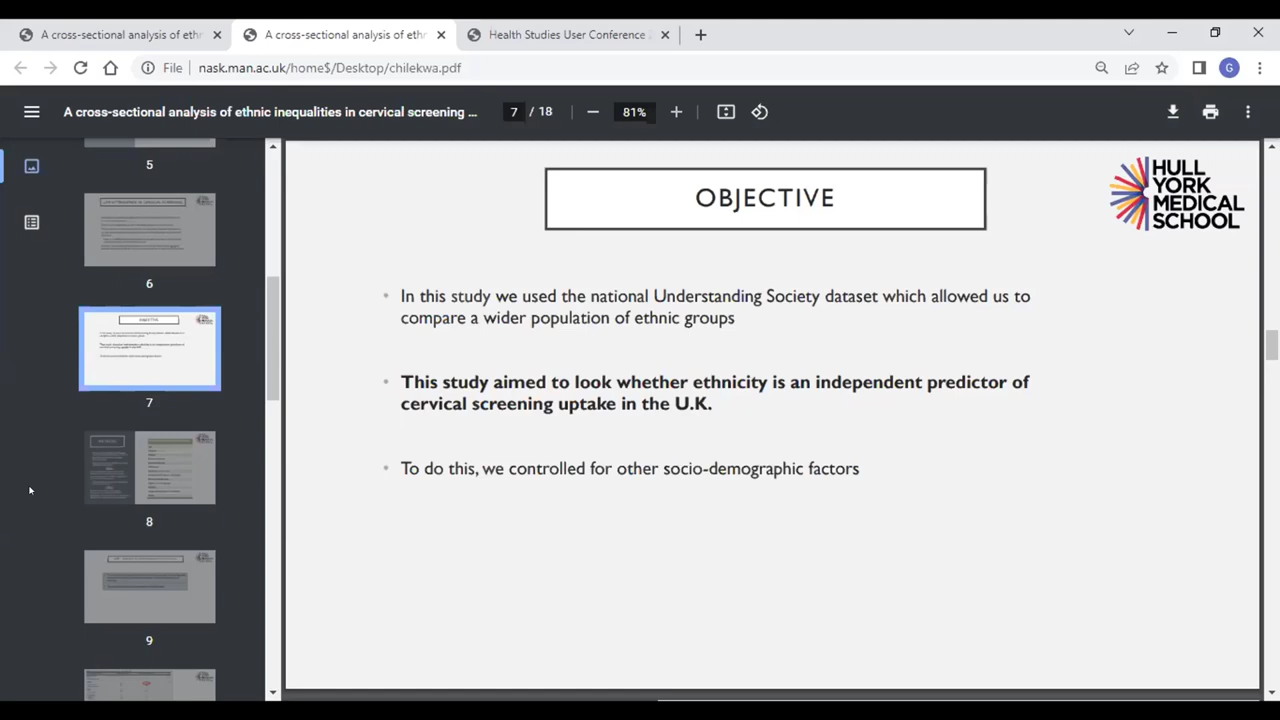 A cross-sectional analysis of ethn
A cross-sectional analysis of ethn
Health Studies User Conference
File nask.man.ac.uk/home$/Desktop/chilekwa.pdf
G
A cross-sectional analysis of ethnic inequalities in cervical screening ...
7 / 18
81%
5
6
7
8
9
OBJECTIVE
HULL
YORK
MEDICAL
SCHOOL
• In this study we used the national Understanding Society dataset which allowed us to
compare a wider population of ethnic groups
• This study aimed to look whether ethnicity is an independent predictor of
cervical screening uptake in the U.K.
• To do this, we controlled for other socio-demographic factors